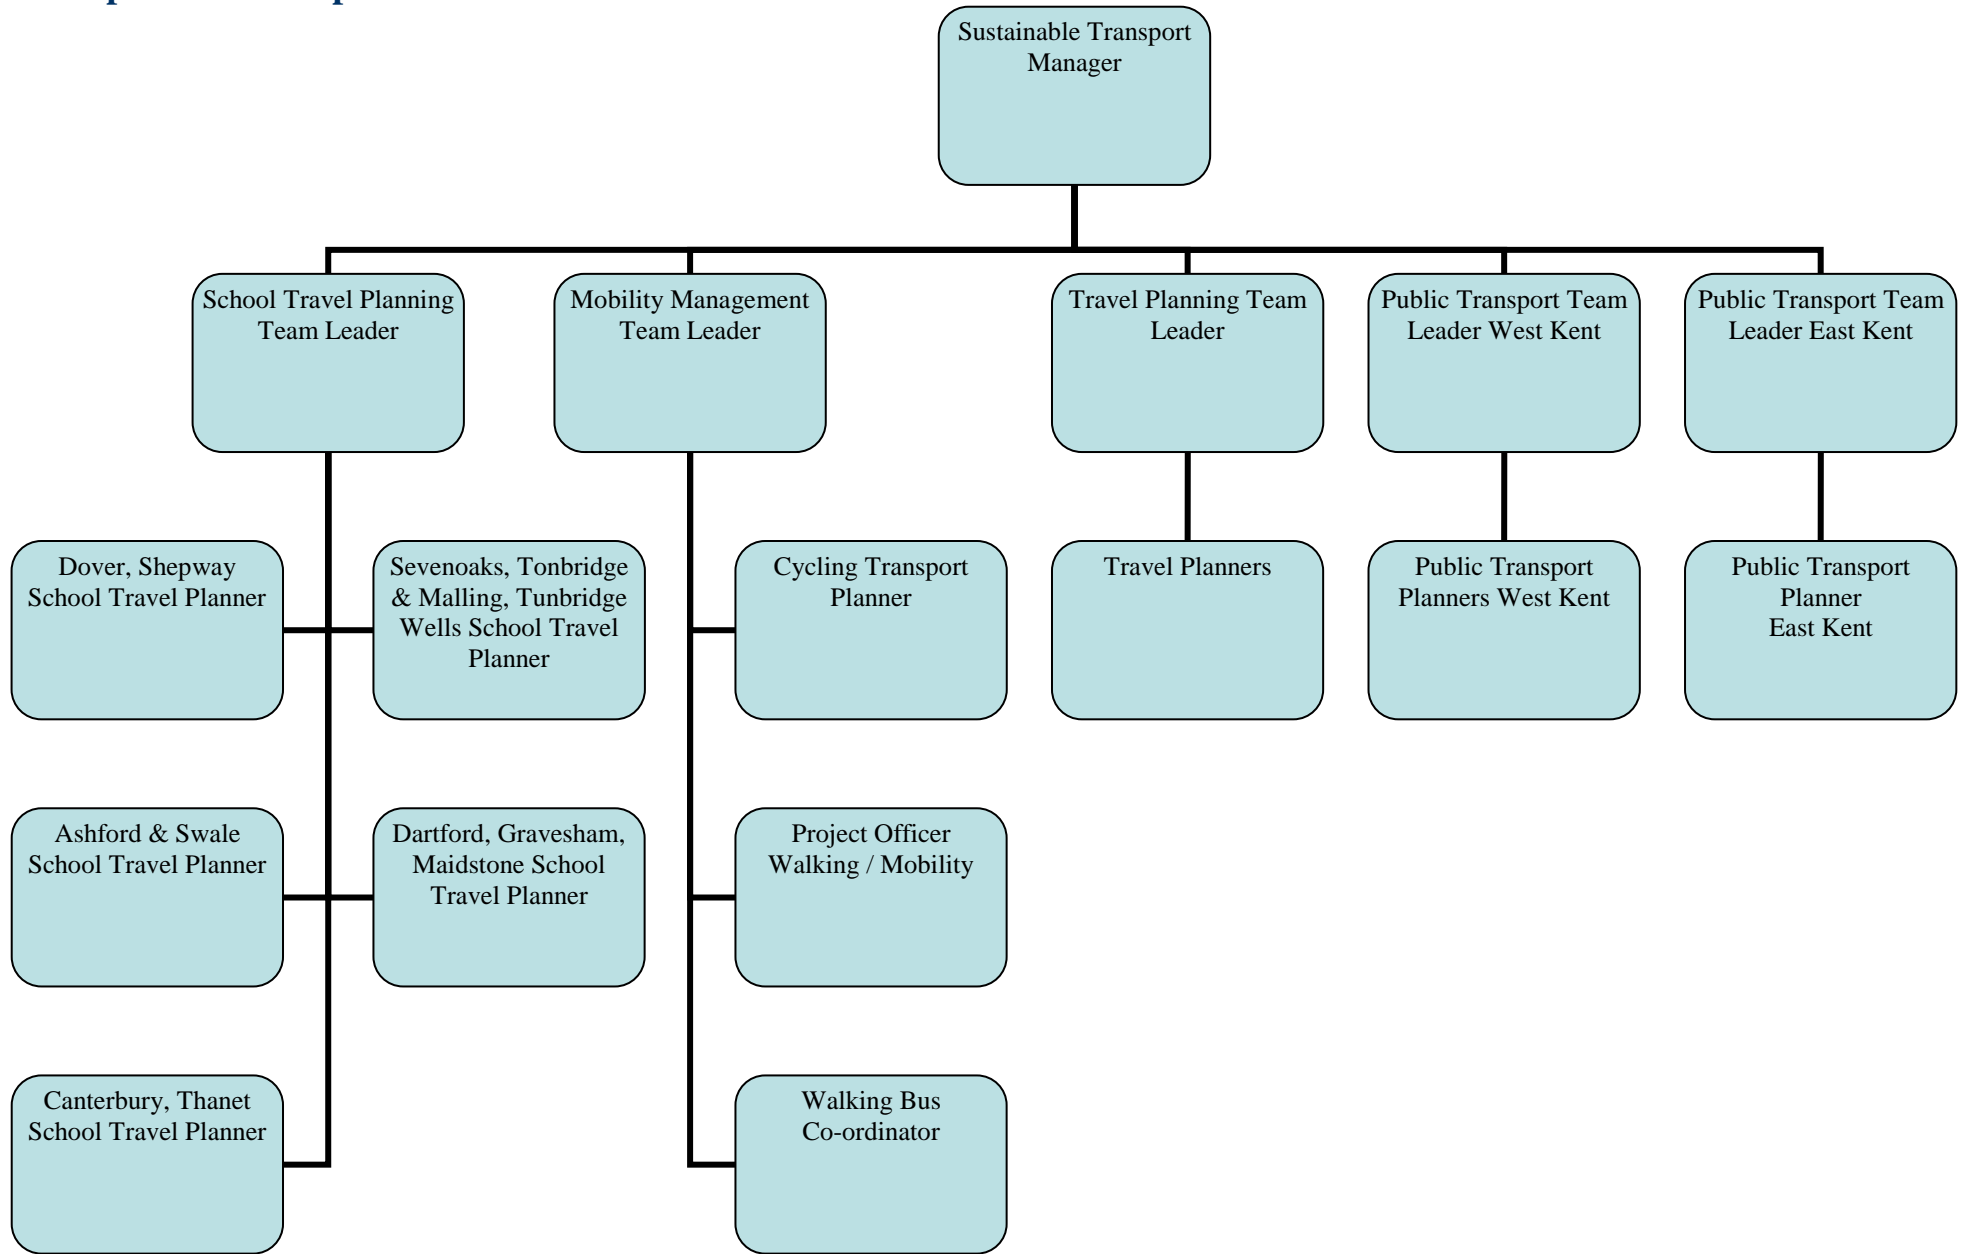 Sustainable Transport
Manager
School Travel Planning
Team Leader
Mobility Management
Team Leader
Travel Planning Team
Leader
Public Transport Team
Leader West Kent
Public Transport Team
Leader East Kent
Dover, Shepway
School Travel Planner
Sevenoaks, Tonbridge
& Malling, Tunbridge
Wells School Travel
Planner
Cycling Transport
Planner
Travel Planners
Public Transport
Planners West Kent
Public Transport
Planner
East Kent
Ashford & Swale
School Travel Planner
Dartford, Gravesham,
Maidstone School
Travel Planner
Project Officer
Walking / Mobility
Canterbury, Thanet
School Travel Planner
Walking Bus
Co-ordinator